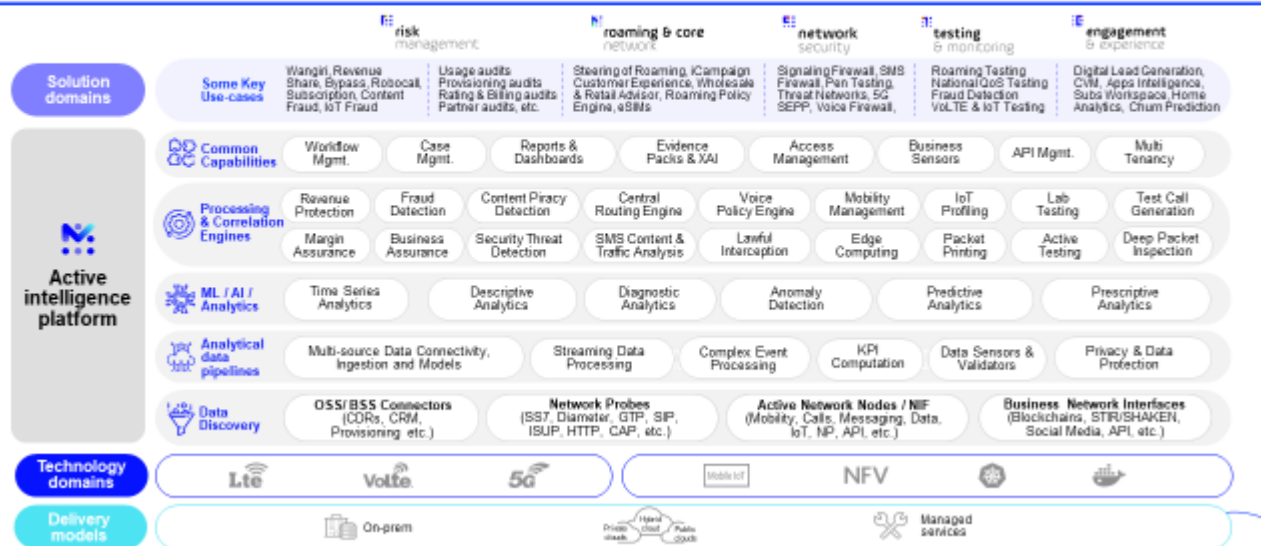 risk
management
roaming & core
network
network
security
testing
& monitoring
engagement
& experience
Solution
domains
Some Key
Use-cases
Wangiri, Revenue
Share, Bypass, Robocall,
Subscription, Content
Fraud, IoT Fraud
Usage audits
Provisioning audits
Rating & Billing audits
Partner audits, etc.
Steering of Roaming, iCampaign
Customer Experience, Wholesale
& Retail Advisor, Roaming Policy
Engine, eSIMs
Signaling Firewall, SMS
Firewall, Pen Testing,
Threat Networks, 5G
SEPP, Voice Firewall,
Roaming Testing
National QoS Testing
Fraud Detection
VoLTE & IoT Testing
Digital Lead Generation,
CVM, Apps Intelligence,
Subs Workspace, Home
Analytics, Churn Prediction
Active
intelligence
platform
Common
Capabilities
Workflow
Mgmt.
Case
Mgmt.
Reports &
Dashboards
Evidence
Packs & XAI
Access
Management
Business
Sensors
API Mgmt.
Multi
Tenancy
Processing
& Correlation
Engines
Revenue
Protection
Fraud
Detection
Content Piracy
Detection
Central
Routing Engine
Voice
Policy Engine
Mobility
Management
IoT
Profiling
Lab
Testing
Test Call
Generation
Margin
Assurance
Business
Assurance
Security Threat
Detection
SMS Content &
Traffic Analysis
Lawful
Interception
Edge
Computing
Packet
Printing
Active
Testing
Deep Packet
Inspection
ML / AI /
Analytics
Time Series
Analytics
Descriptive
Analytics
Diagnostic
Analytics
Anomaly
Detection
Predictive
Analytics
Prescriptive
Analytics
Analytical
data
pipelines
Multi-source Data Connectivity,
Ingestion and Models
Streaming Data
Processing
Complex Event
Processing
KPI
Computation
Data Sensors &
Validators
Privacy & Data
Protection
Data
Discovery
OSS/BSS Connectors
(CDRs, CRM,
Provisioning etc.)
Network Probes
(SS7, Diameter, GTP, SIP,
ISUP, HTTP, CAP, etc.)
Active Network Nodes / NIF
(Mobility, Calls, Messaging, Data,
IoT, NP, API, etc.)
Business Network Interfaces
(Blockchains, STIR/SHAKEN,
Social Media, API, etc.)
Technology
domains
Lte
VoLTE
5G
Mobile IoT
NFV
Delivery
models
On-prem
Private
clouds
Hybrid
cloud
Public
clouds
Managed
services